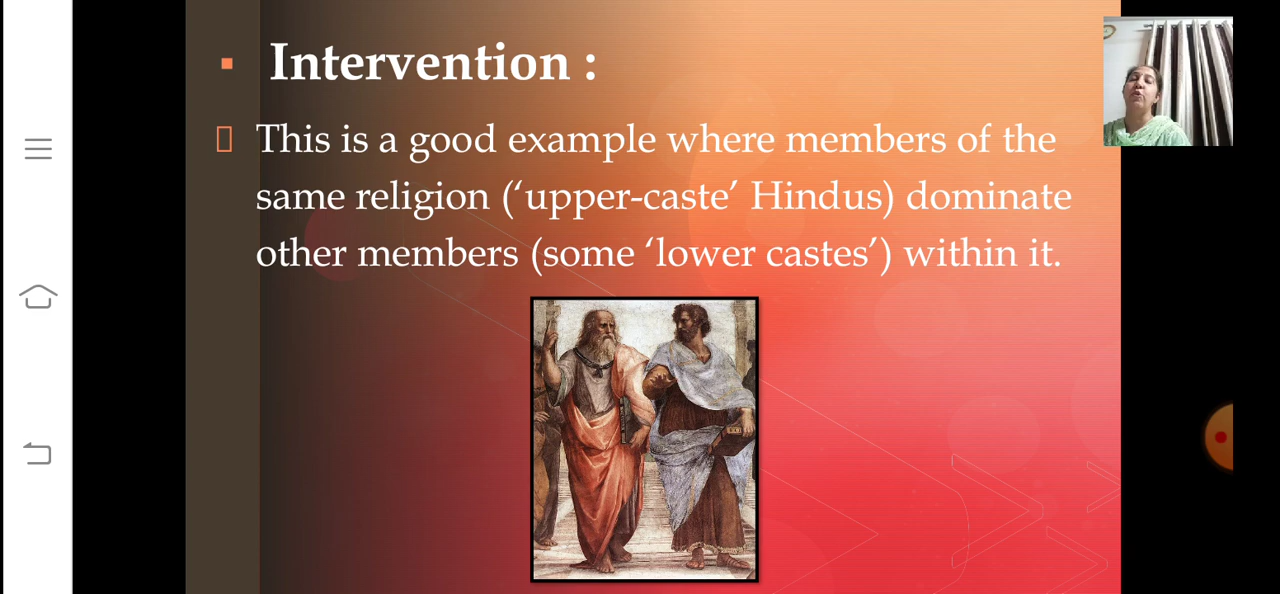 Intervention :
This is a good example where members of the
same religion (‘upper-caste’ Hindus) dominate
other members (some ‘lower castes’) within it.